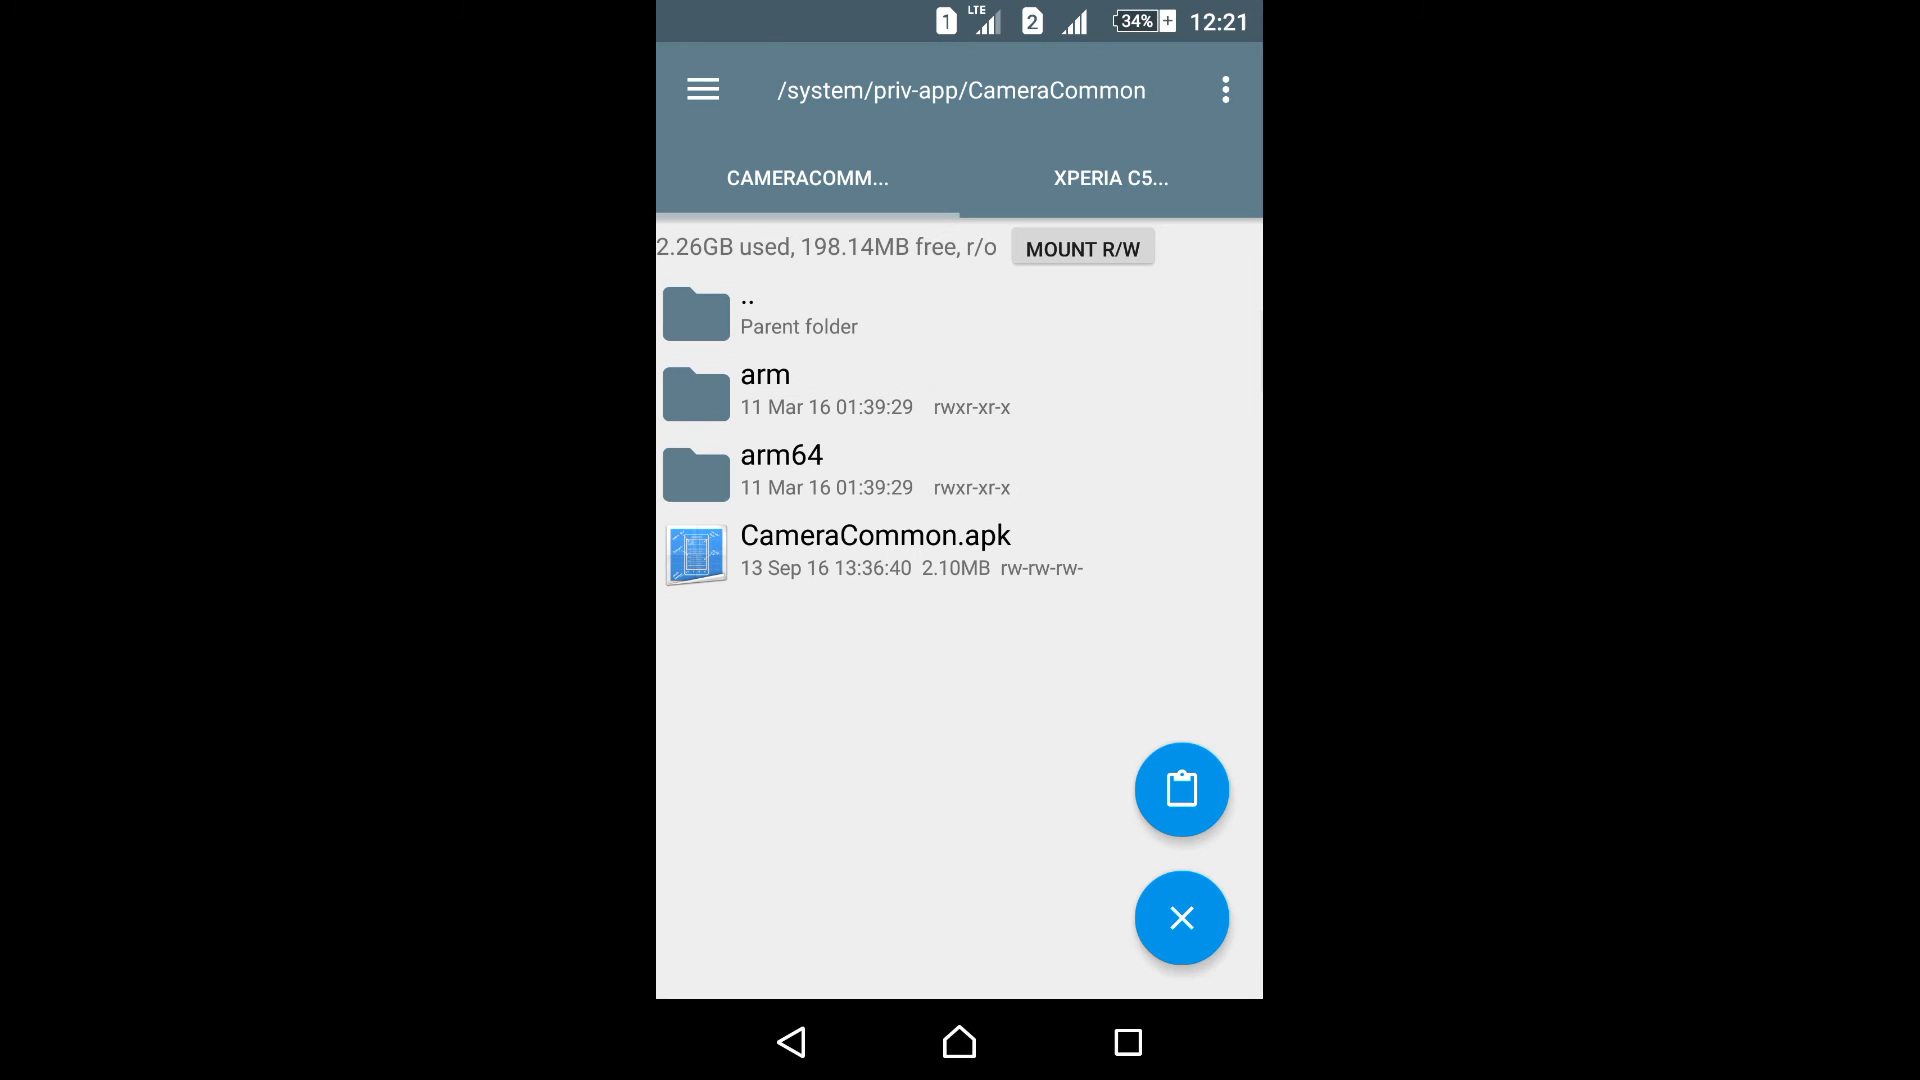 1 LTE 2 34% 12:21
/system/priv-app/CameraCommon
CAMERACOMM... XPERIA C5...
2.26GB used, 198.14MB free, r/o MOUNT R/W
..
Parent folder
arm
11 Mar 16 01:39:29 rwxr-xr-x
arm64
11 Mar 16 01:39:29 rwxr-xr-x
CameraCommon.apk
13 Sep 16 13:36:40 2.10MB rw-rw-rw-